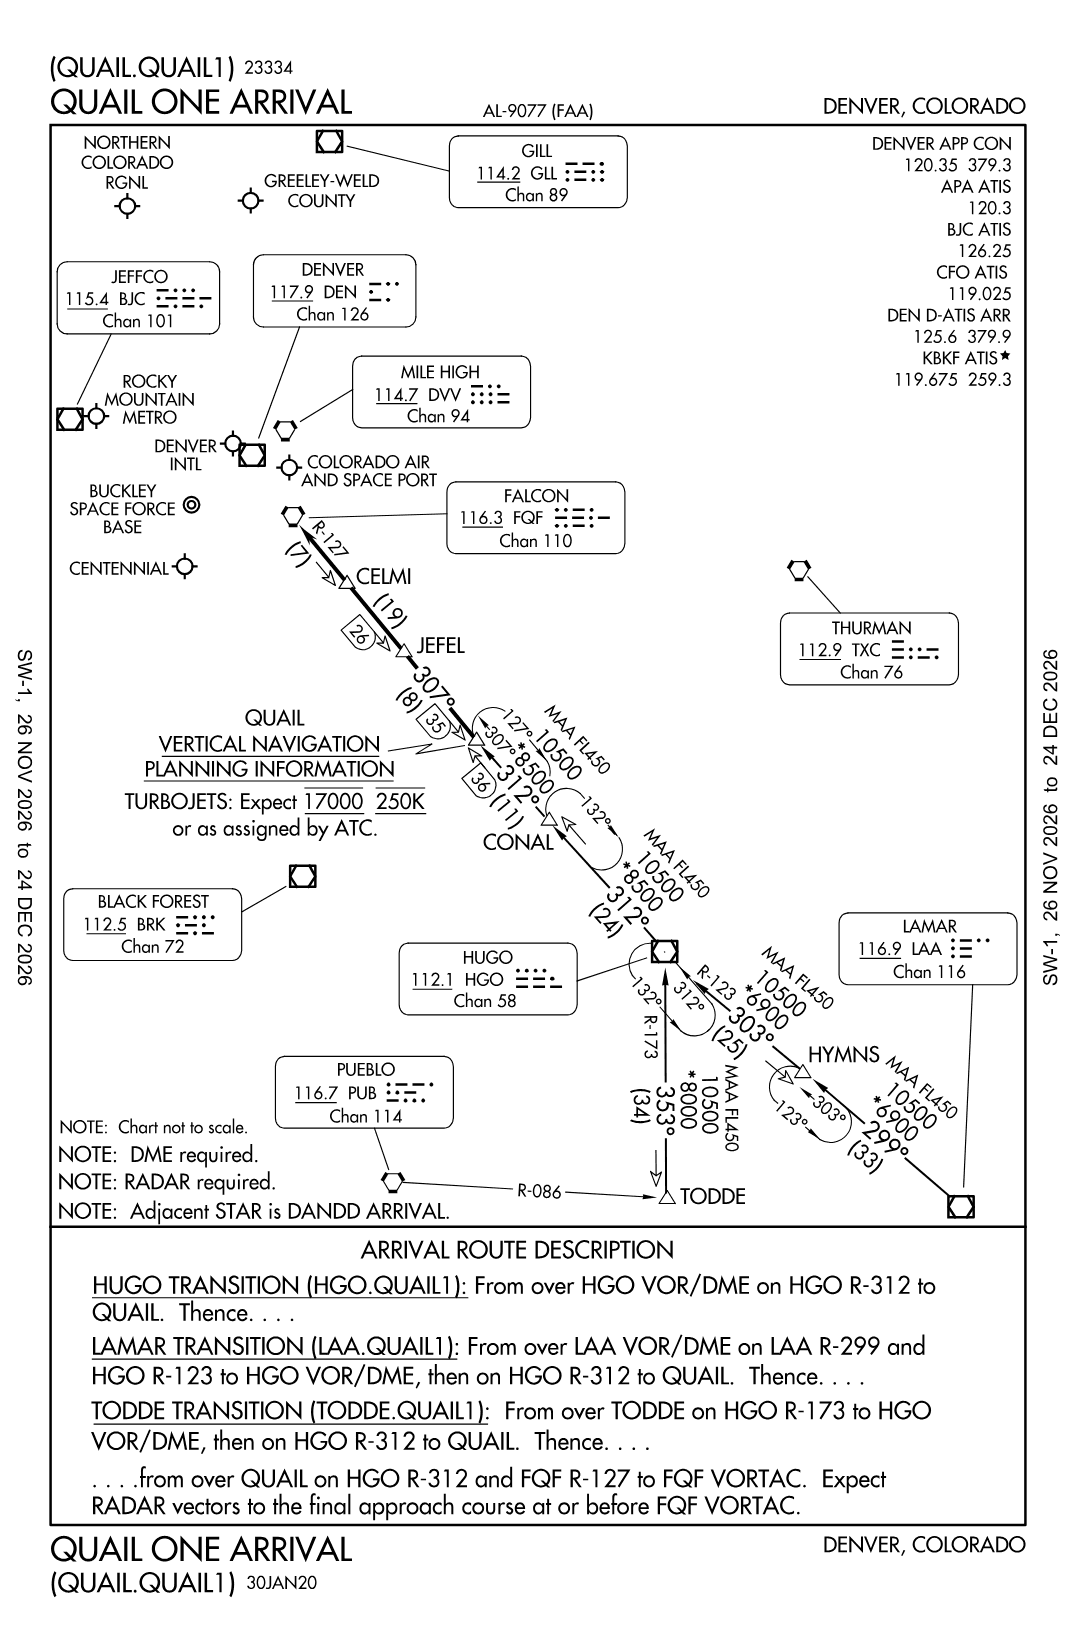 (QUAIL.QUAIL1) 23334
QUAIL ONE ARRIVAL
AL-9077 (FAA)
DENVER, COLORADO
NORTHERN
COLORADO
RGNL
GREELEY-WELD
COUNTY
GILL
114.2 GLL
Chan 89
DENVER APP CON
120.35 379.3
APA ATIS
120.3
BJC ATIS
126.25
CFO ATIS
119.025
DEN D-ATIS ARR
125.6 379.9
KBKF ATIS★
119.675 259.3
JEFFCO
115.4 BJC
Chan 101
DENVER
117.9 DEN
Chan 126
MILE HIGH
114.7 DVV
Chan 94
ROCKY
MOUNTAIN
METRO
DENVER
INTL
COLORADO AIR
AND SPACE PORT
BUCKLEY
SPACE FORCE
BASE
FALCON
116.3 FQF
Chan 110
CENTENNIAL
R-127
(7)
CELMI
(19)
26
JEFEL
307°
(8)
35
THURMAN
112.9 TXC
Chan 76
QUAIL
VERTICAL NAVIGATION
PLANNING INFORMATION
TURBOJETS: Expect 17000 250K
or as assigned by ATC.
127°
307°
MAA FL450
10500
*8500
312°
(11)
36
CONAL
132°
MAA FL450
10500
*8500
312°
(24)
BLACK FOREST
112.5 BRK
Chan 72
HUGO
112.1 HGO
Chan 58
LAMAR
116.9 LAA
Chan 116
132°
312°
R-123
MAA FL450
10500
*6900
303°
(25)
HYMNS
303°
123°
MAA FL450
10500
*6900
299°
(33)
R-173
MAA FL450
10500
*8000
353°
(34)
PUEBLO
116.7 PUB
Chan 114
R-086
TODDE
NOTE: Chart not to scale.
NOTE: DME required.
NOTE: RADAR required.
NOTE: Adjacent STAR is DANDD ARRIVAL.
ARRIVAL ROUTE DESCRIPTION
HUGO TRANSITION (HGO.QUAIL1): From over HGO VOR/DME on HGO R-312 to
QUAIL. Thence. . . .
LAMAR TRANSITION (LAA.QUAIL1): From over LAA VOR/DME on LAA R-299 and
HGO R-123 to HGO VOR/DME, then on HGO R-312 to QUAIL. Thence. . . .
TODDE TRANSITION (TODDE.QUAIL1): From over TODDE on HGO R-173 to HGO
VOR/DME, then on HGO R-312 to QUAIL. Thence. . . .
. . . .from over QUAIL on HGO R-312 and FQF R-127 to FQF VORTAC. Expect
RADAR vectors to the final approach course at or before FQF VORTAC.
QUAIL ONE ARRIVAL
(QUAIL.QUAIL1) 30JAN20
DENVER, COLORADO
SW-1, 26 NOV 2026 to 24 DEC 2026
SW-1, 26 NOV 2026 to 24 DEC 2026